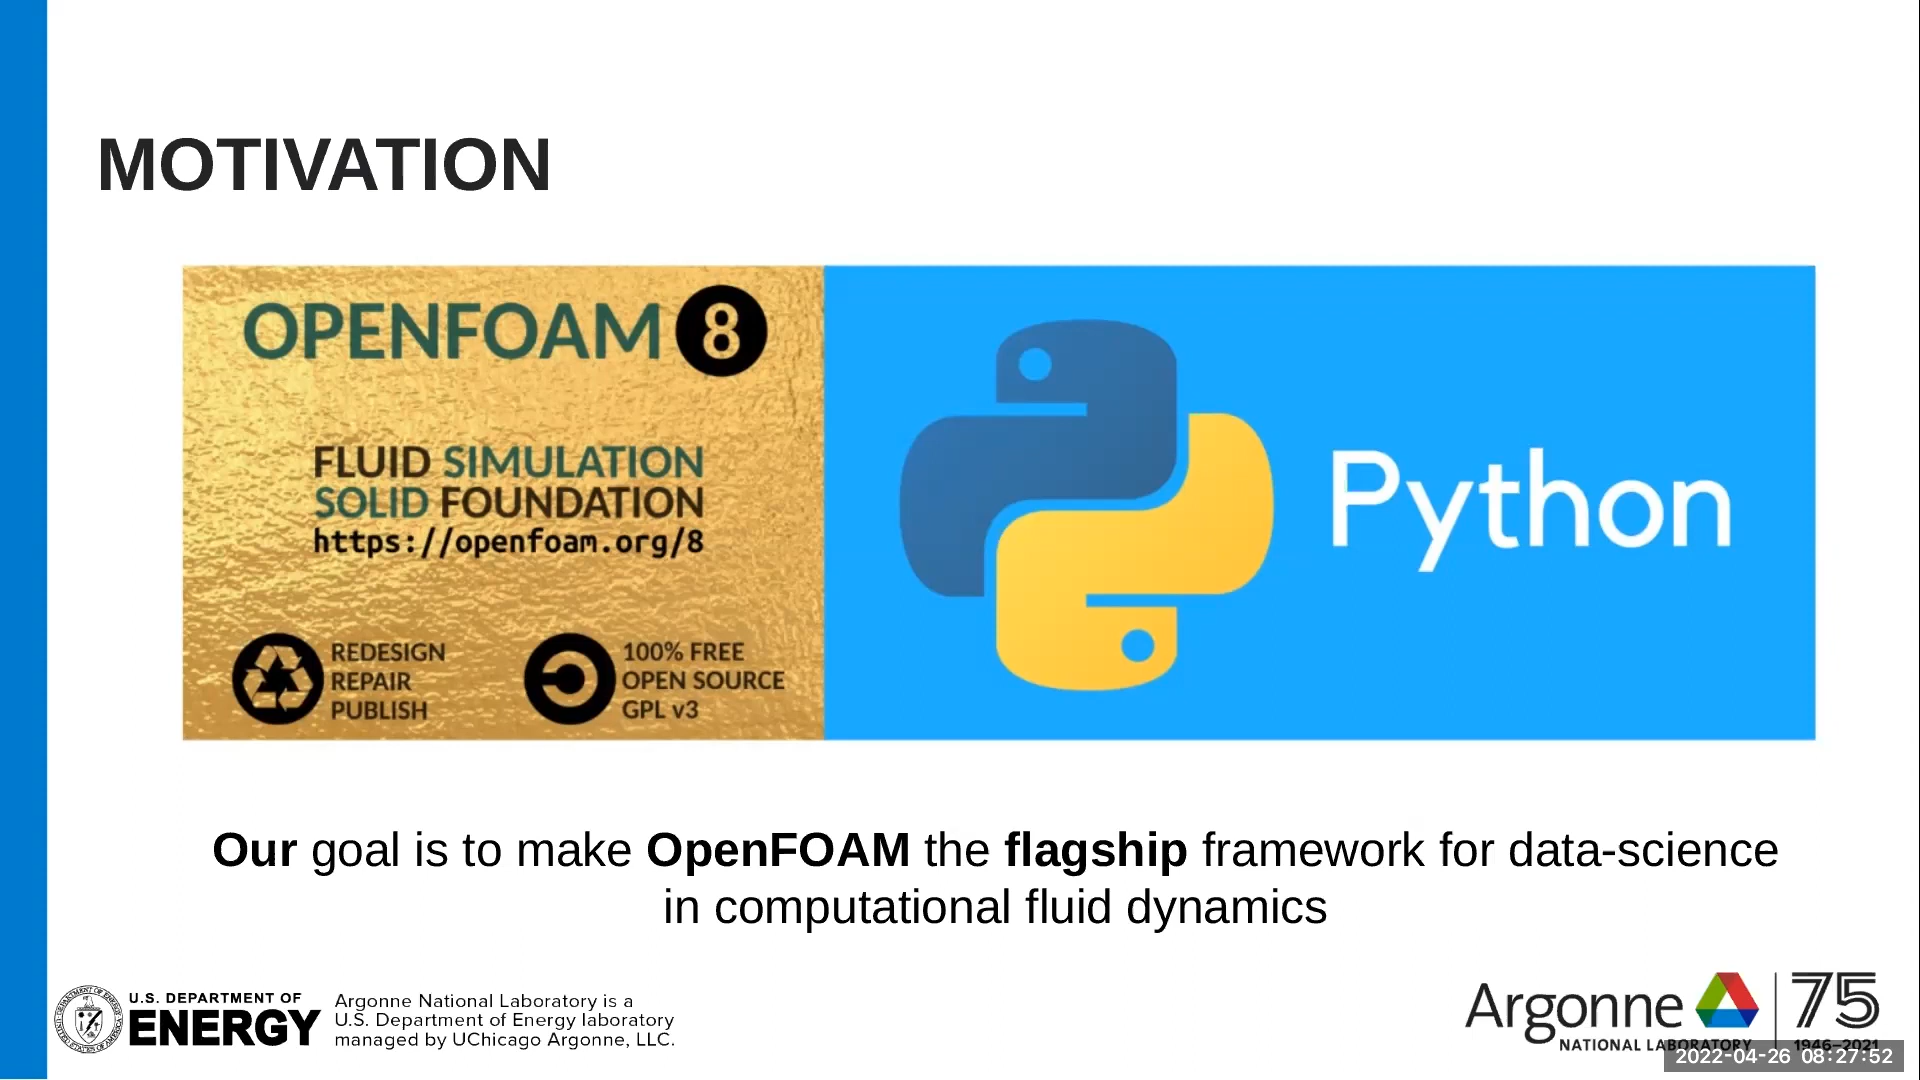 MOTIVATION
OPENFOAM 8
FLUID SIMULATION
SOLID FOUNDATION
https://openfoam.org/8
REDESIGN
REPAIR
PUBLISH
100% FREE
OPEN SOURCE
GPL v3
Python
Our goal is to make OpenFOAM the flagship framework for data-science
in computational fluid dynamics
U.S. DEPARTMENT OF
ENERGY
Argonne National Laboratory is a
U.S. Department of Energy laboratory
managed by UChicago Argonne, LLC.
Argonne
NATIONAL LABORATORY
75
1946–2021
2022-04-26 08:27:52